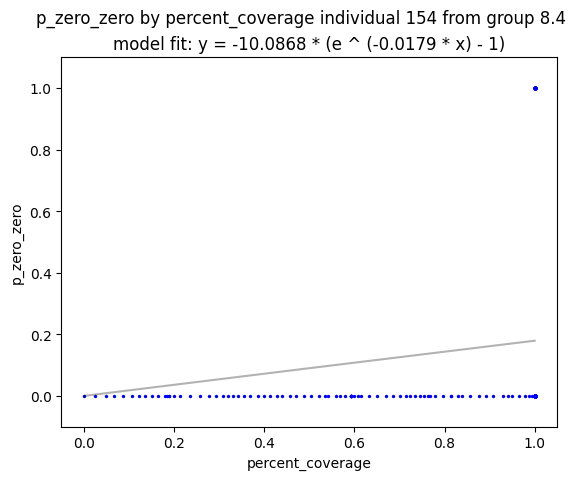 p_zero_zero by percent_coverage individual 154 from group 8.4
model fit: y = -10.0868 * (e ^ (-0.0179 * x) - 1)
1.0
0.8
0.6
0.4
0.2
0.0
p_zero_zero
0.0 0.2 0.4 0.6 0.8 1.0
percent_coverage